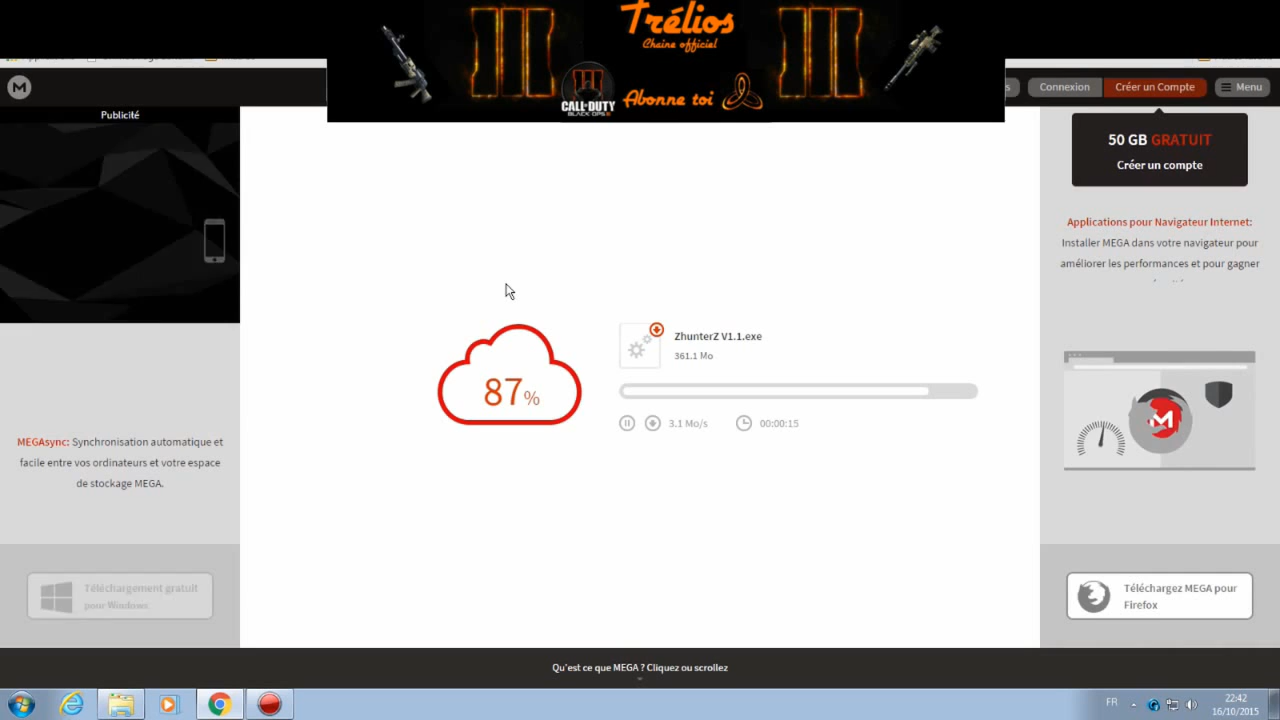 Trélios
Chaine officiel
CALL OF DUTY
BLACK OPS III
Abonne toi
M
Connexion
Créer un Compte
Menu
Publicité
50 GB GRATUIT
Créer un compte
Applications pour Navigateur Internet:
Installer MEGA dans votre navigateur pour
améliorer les performances et pour gagner
ZhunterZ V1.1.exe
361.1 Mo
87%
3.1 Mo/s
00:00:15
MEGAsync: Synchronisation automatique et
facile entre vos ordinateurs et votre espace
de stockage MEGA.
M
Téléchargement gratuit
pour Windows
Téléchargez MEGA pour
Firefox
Qu'est ce que MEGA ? Cliquez ou scrollez
FR
22:42
16/10/2015